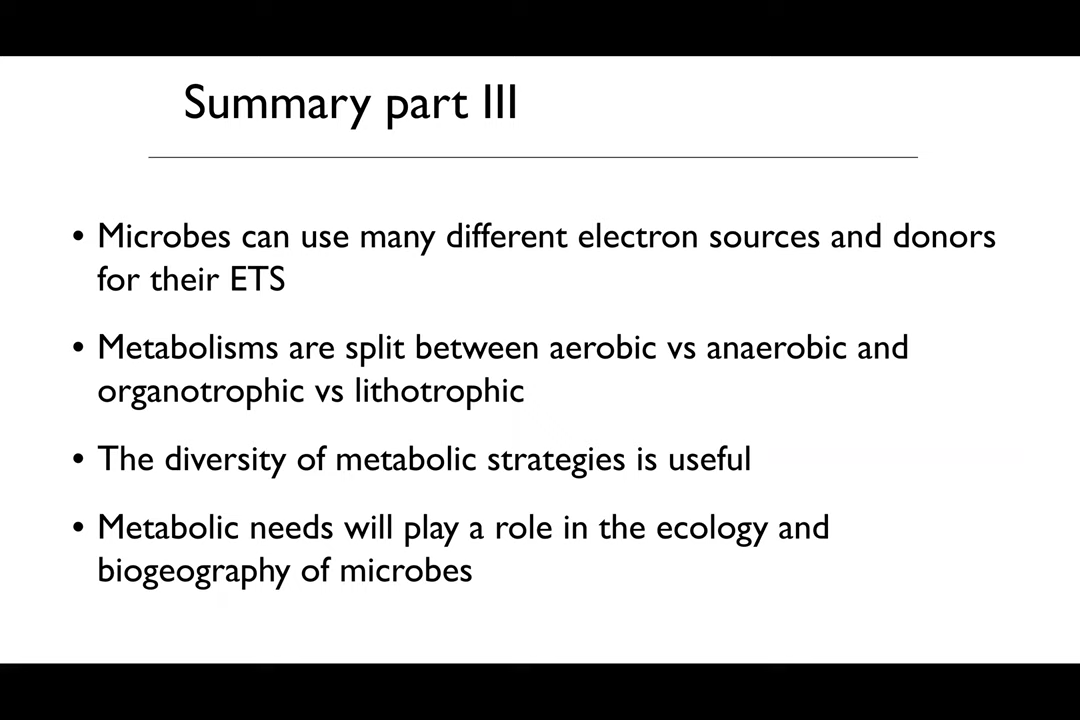 Summary part III
• Microbes can use many different electron sources and donors
for their ETS
• Metabolisms are split between aerobic vs anaerobic and
organotrophic vs lithotrophic
• The diversity of metabolic strategies is useful
• Metabolic needs will play a role in the ecology and
biogeography of microbes